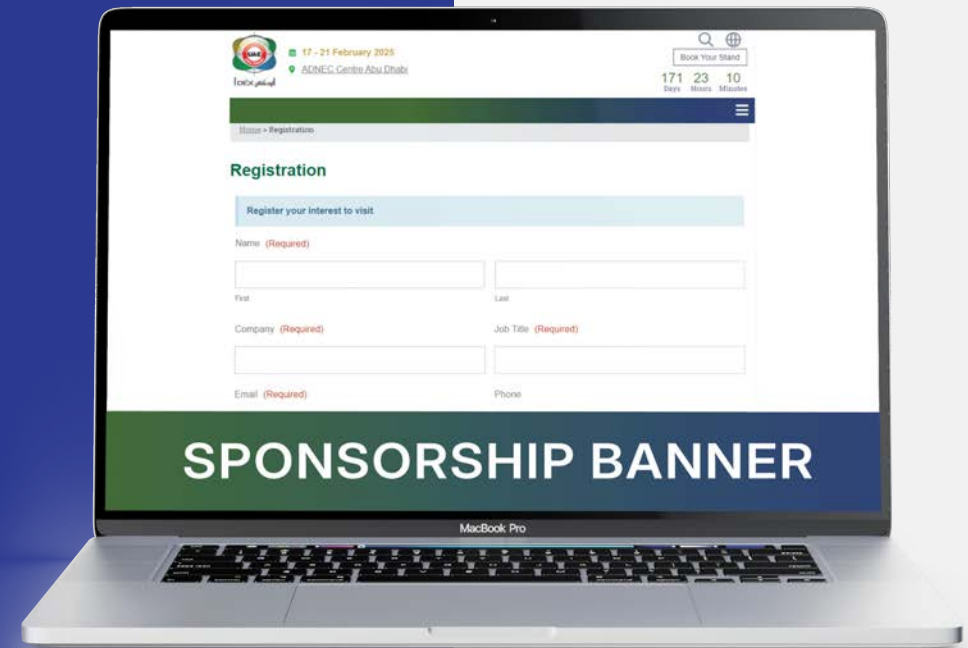 UAE
17 - 21 February 2025
ADNEC Centre Abu Dhabi
Book Your Stand
171 23 10
Days Hours Minutes
Home » Registration
Registration
Register your interest to visit
Name (Required)
First Last
Company (Required) Job Title (Required)
Email (Required) Phone
SPONSORSHIP BANNER
MacBook Pro